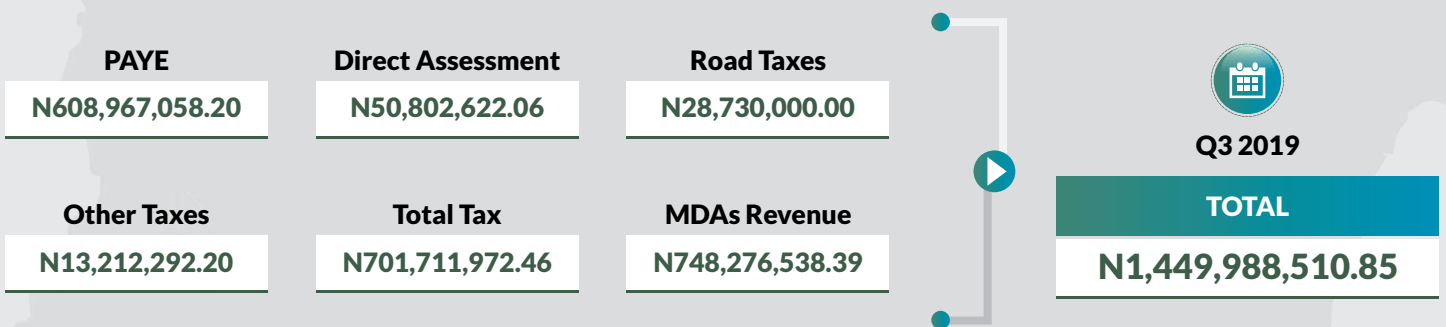 PAYE
N608,967,058.20
Direct Assessment
N50,802,622.06
Road Taxes
N28,730,000.00
Other Taxes
N13,212,292.20
Total Tax
N701,711,972.46
MDAs Revenue
N748,276,538.39
Q3 2019
TOTAL
N1,449,988,510.85